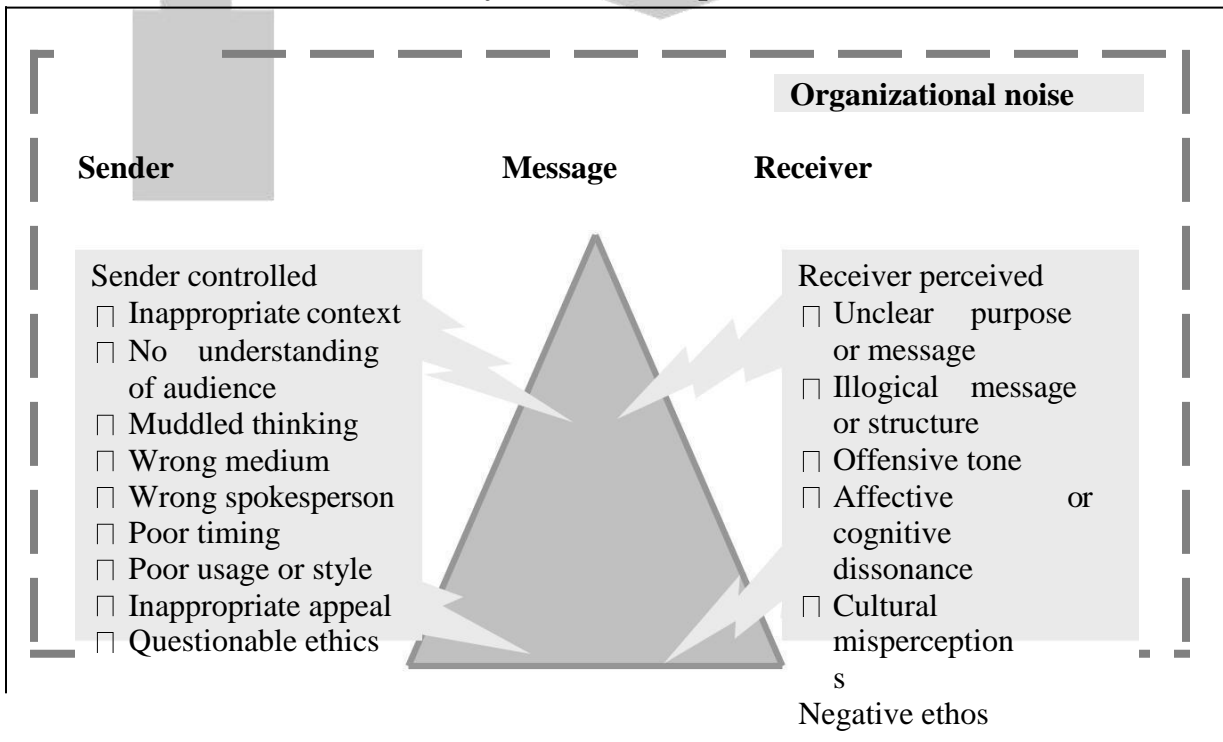 Organizational noise
Sender Message Receiver
Sender controlled
□ Inappropriate context
□ No understanding
of audience
□ Muddled thinking
□ Wrong medium
□ Wrong spokesperson
□ Poor timing
□ Poor usage or style
□ Inappropriate appeal
□ Questionable ethics
Receiver perceived
□ Unclear purpose
or message
□ Illogical message
or structure
□ Offensive tone
□ Affective or
cognitive
dissonance
□ Cultural
misperception
s
Negative ethos